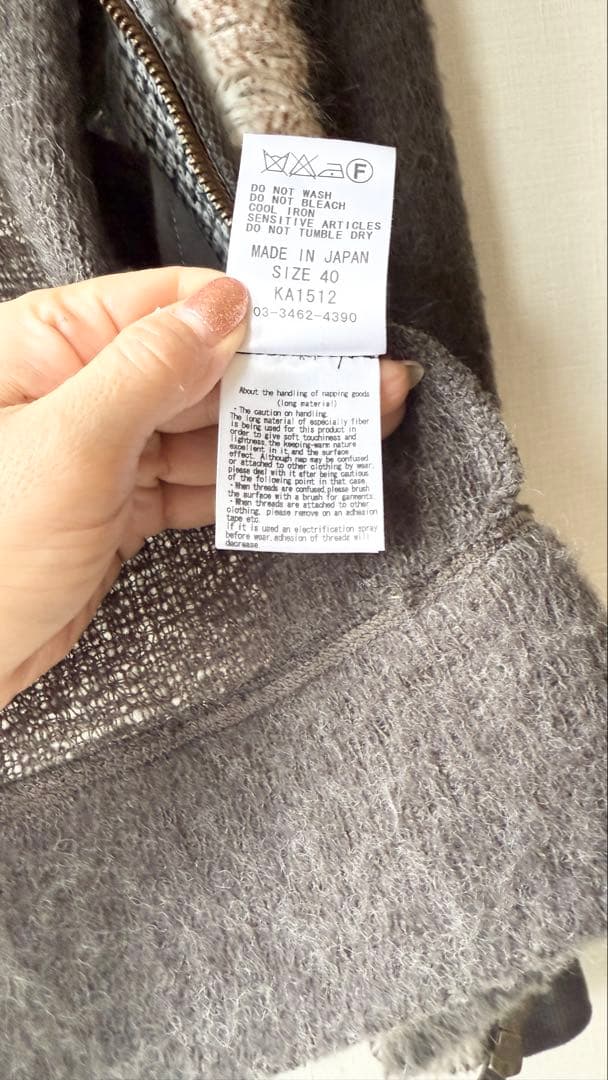 F
DO NOT WASH
DO NOT BLEACH
COOL IRON
SENSITIVE ARTICLES
DO NOT TUMBLE DRY
MADE IN JAPAN
SIZE 40
KA1512
03-3462-4390
About the handling of napping goods
(long material)
・The caution on handling.
The long material of especially fiber
is being used for this product in
order to give soft touchiness and
lightness,the keeping-warm nature
excellent in it,and the surface
effect. Although nap may be confused
or attached to other clothing by wear,
please deal with it after being cautious
of the following point in that case.
・When threads are confused,please brush
the surface with a brush for garments.
・When threads are attached to other
clothing, please remove on an adhesion
tape etc.
If it is used an electrification spray
before wear,adhesion of threads will
decrease.